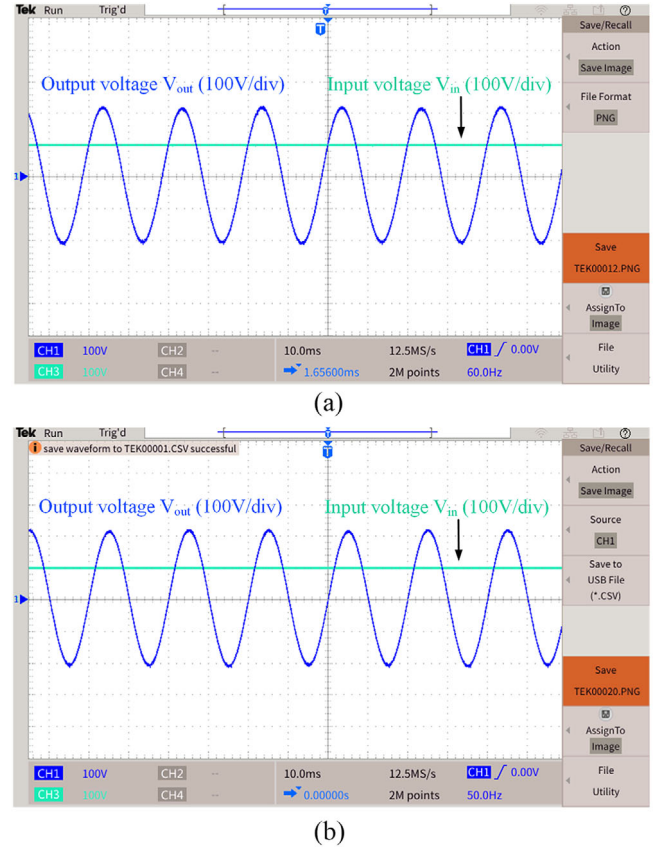 Tek Run Trig'd
T
T
Save/Recall
Action
Save Image
File Format
PNG
Output voltage Vout (100V/div)
Input voltage Vin (100V/div)
1
Save
TEK00012.PNG
AssignTo
Image
File
Utility
CH1 100V CH2 -- 10.0ms 12.5MS/s CH1 0.00V
CH3 100V CH4 -- 1.65600ms 2M points 60.0Hz
(a)
Tek Run Trig'd
T
T
i save waveform to TEK00001.CSV successful
Save/Recall
Action
Save Image
Source
CH1
Save to
USB File
(*.CSV)
Output voltage Vout (100V/div)
Input voltage Vin (100V/div)
1
Save
TEK00020.PNG
AssignTo
Image
File
Utility
CH1 100V CH2 -- 10.0ms 12.5MS/s CH1 0.00V
CH3 100V CH4 -- 0.00000s 2M points 50.0Hz
(b)